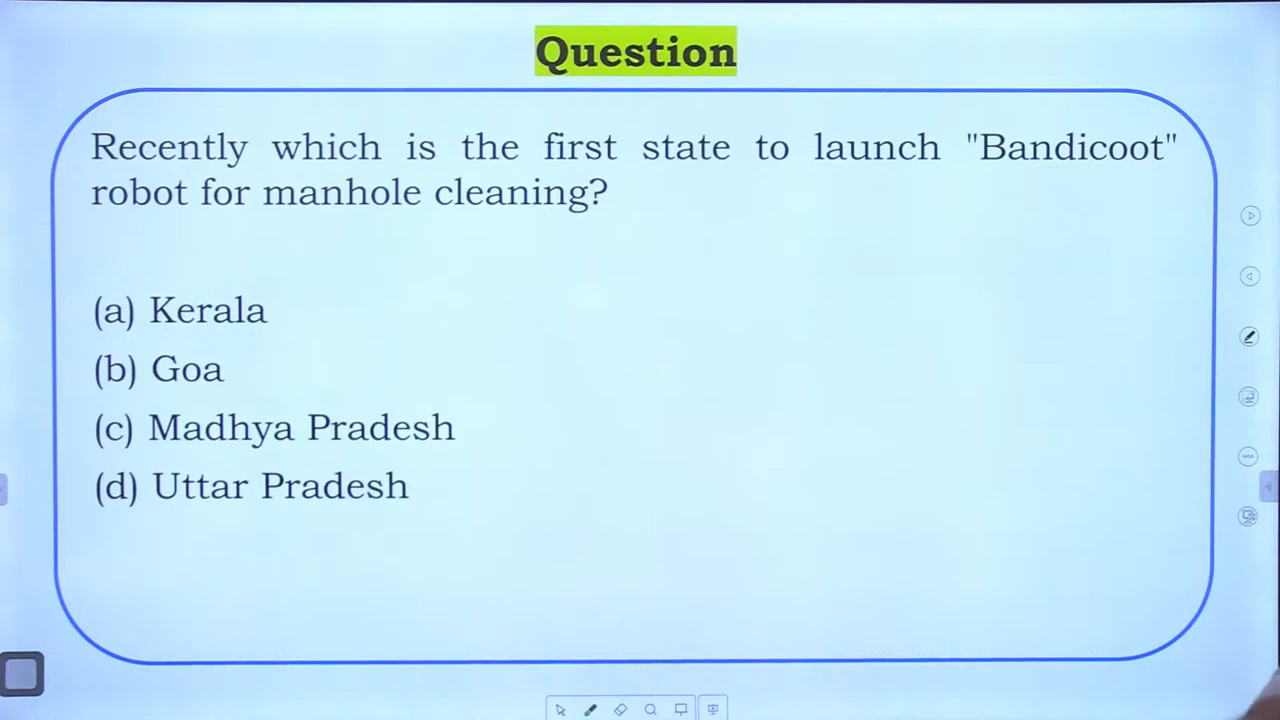 Question
Recently which is the first state to launch "Bandicoot"
robot for manhole cleaning?
(a) Kerala
(b) Goa
(c) Madhya Pradesh
(d) Uttar Pradesh